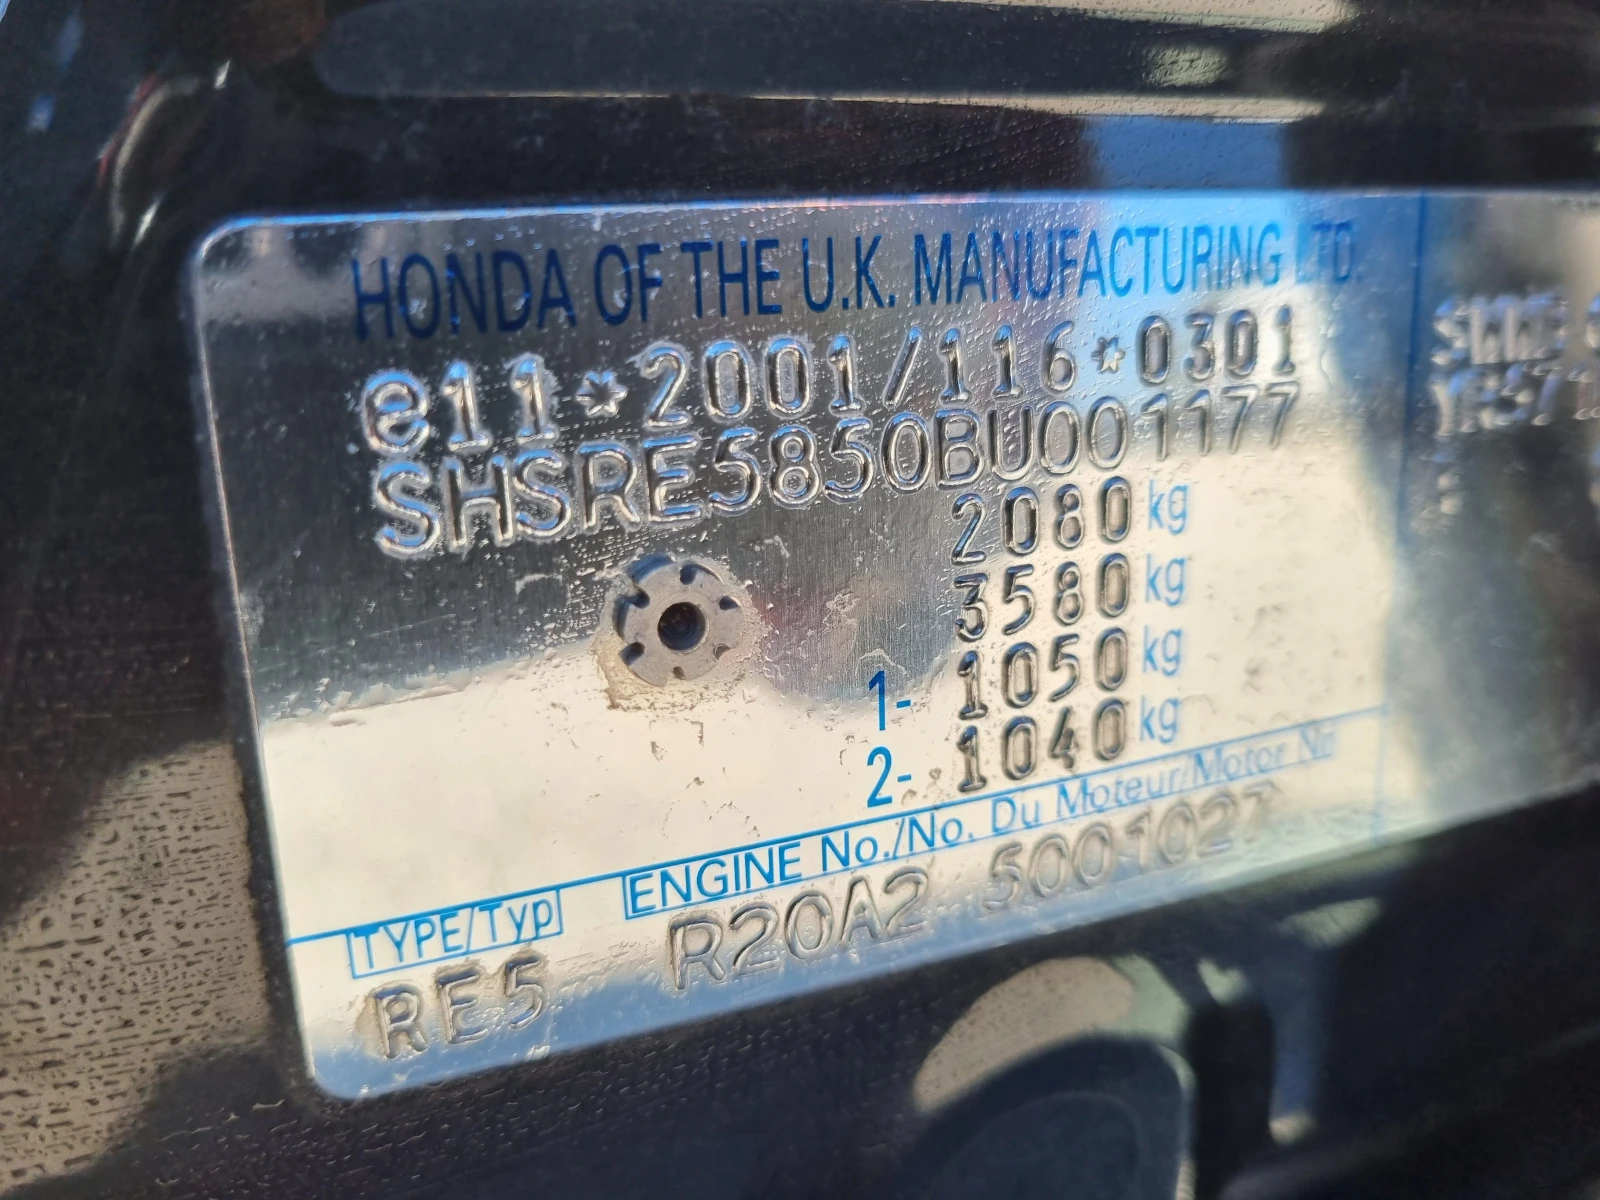 HONDA OF THE U.K. MANUFACTURING LTD.
e11*2001/116*0301
SHSRE5850BU001177
2080 kg
3580 kg
1- 1050 kg
2- 1040 kg
TYPE/Typ ENGINE No./No. Du Moteur/Motor Nr
RE5 R20A2 5001027